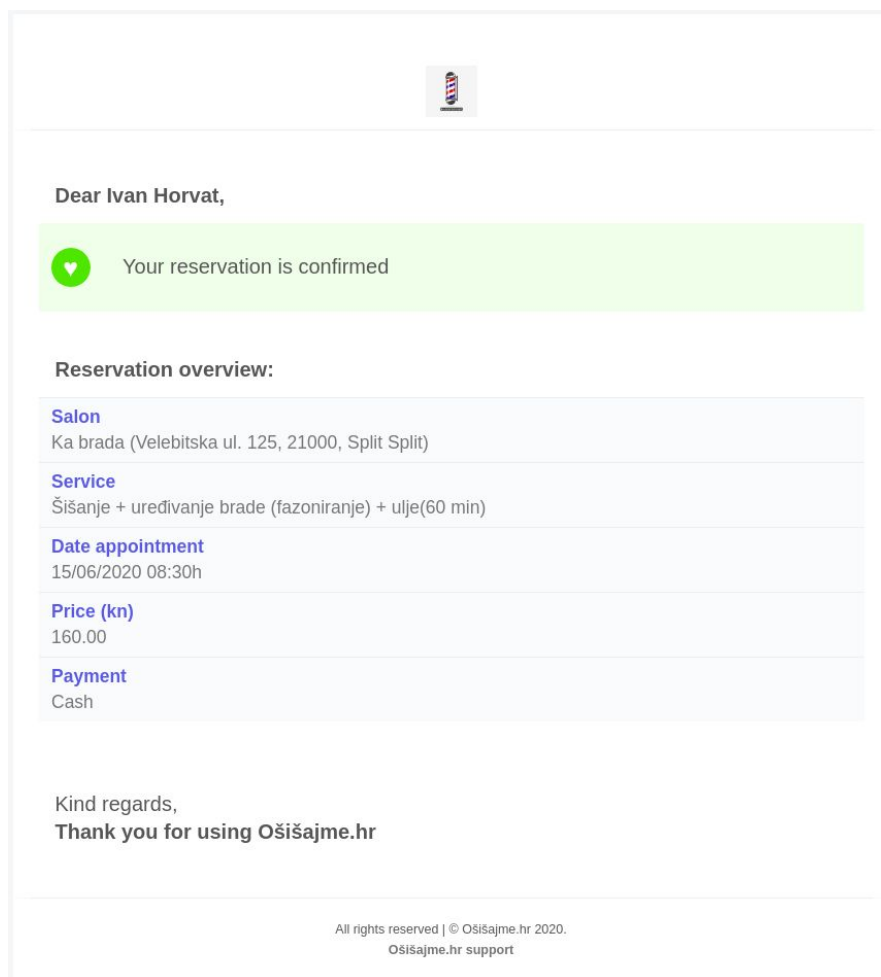 Dear Ivan Horvat,
Your reservation is confirmed
Reservation overview:
Salon
Ka brada (Velebitska ul. 125, 21000, Split Split)
Service
Šišanje + uređivanje brade (fazoniranje) + ulje(60 min)
Date appointment
15/06/2020 08:30h
Price (kn)
160.00
Payment
Cash
Kind regards,
Thank you for using Ošišajme.hr
All rights reserved | © Ošišajme.hr 2020.
Ošišajme.hr support